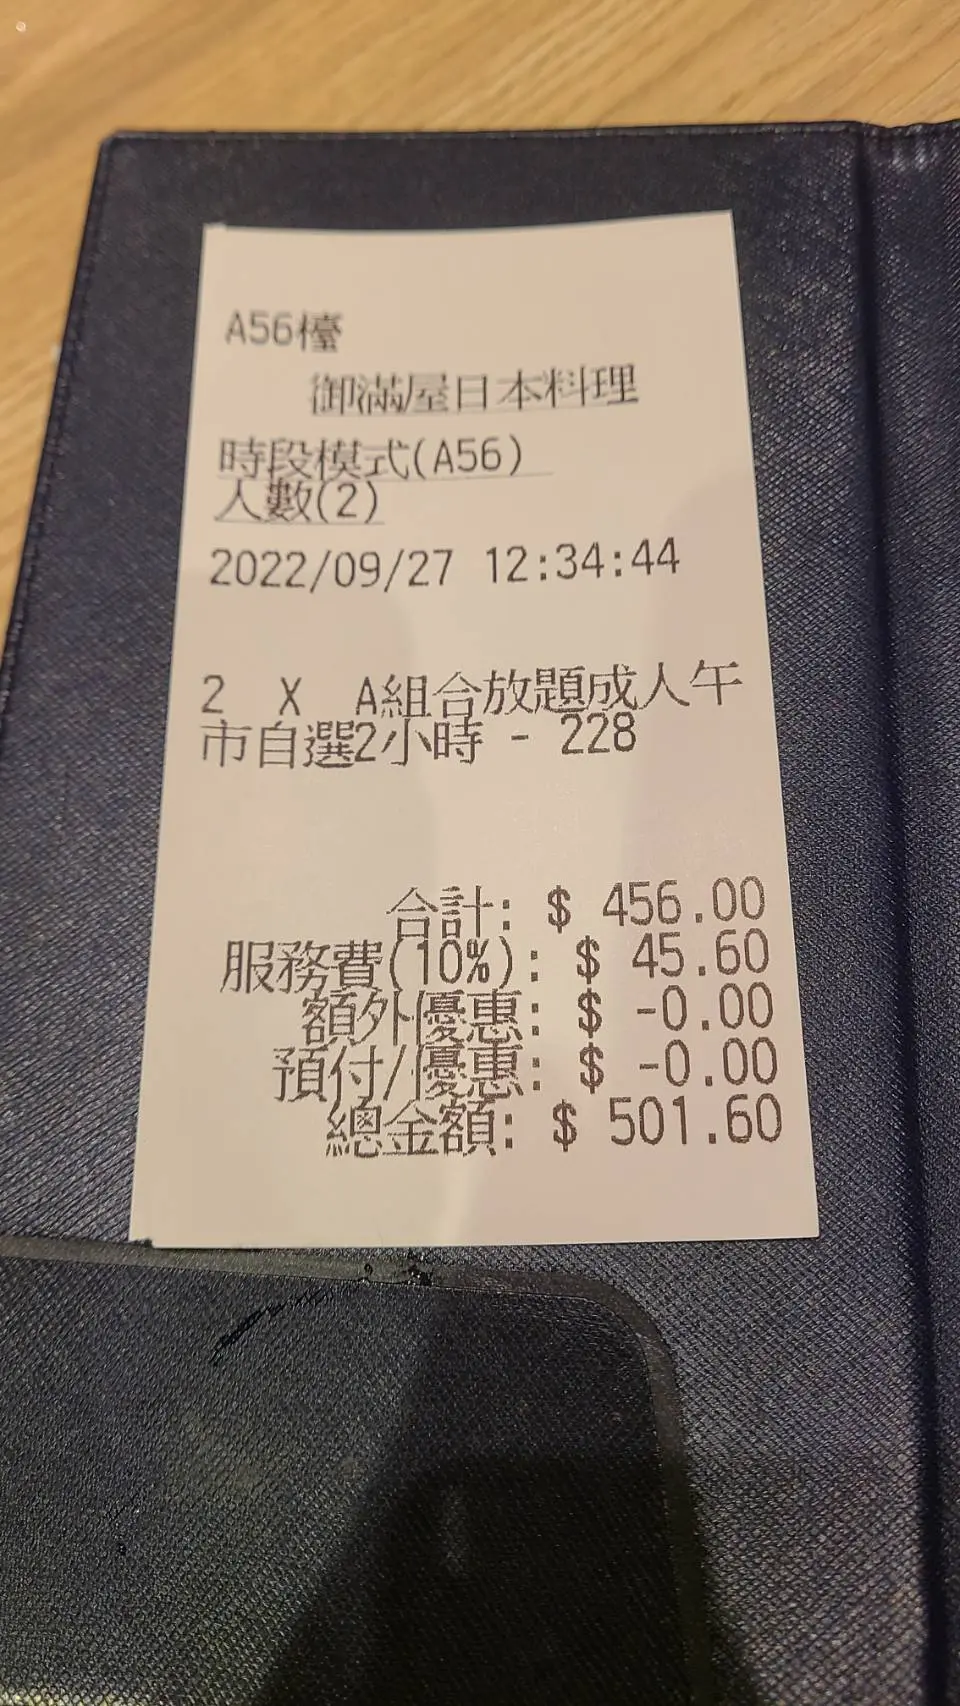 A56檯
御滿屋日本料理
時段模式(A56)
人數(2)
2022/09/27 12:34:44
2 X A組合放題成人午
市自選2小時 - 228
合計: $ 456.00
服務費(10%): $ 45.60
額外優惠: $ -0.00
預付/優惠: $ -0.00
總金額: $ 501.60